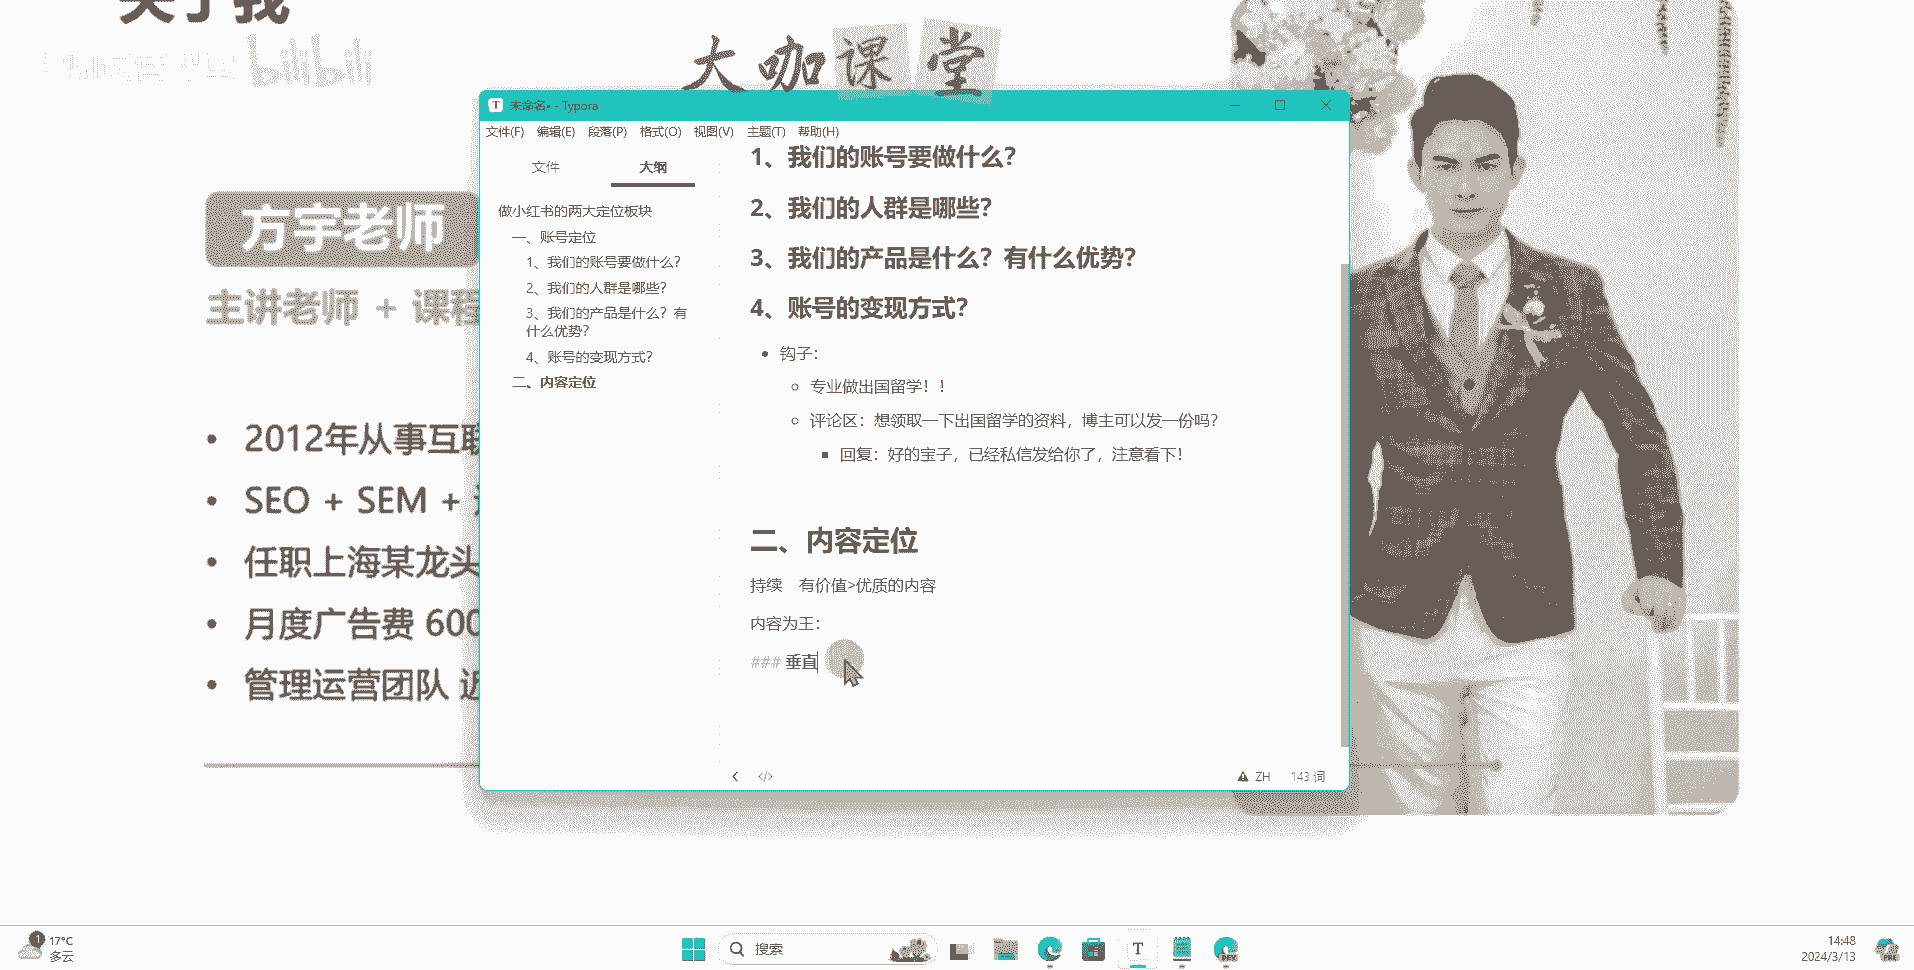 关于我
bilibili
大咖课堂
方宇老师
主讲老师 + 课程
2012年从事互联
SEO + SEM +
任职上海某龙头
月度广告费 600
管理运营团队 近
未命名• - Typora
文件(F) 编辑(E) 段落(P) 格式(O) 视图(V) 主题(T) 帮助(H)
文件 大纲
做小红书的两大定位板块
一、账号定位
1、我们的账号要做什么？
2、我们的人群是哪些？
3、我们的产品是什么？有
什么优势？
4、账号的变现方式？
二、内容定位
1、我们的账号要做什么？
2、我们的人群是哪些？
3、我们的产品是什么？有什么优势？
4、账号的变现方式？
钩子：
专业做出国留学！！
评论区：想领取一下出国留学的资料，博主可以发一份吗？
回复：好的宝子，已经私信发给你了，注意看下！
二、内容定位
持续 有价值>优质的内容
内容为王：
### 垂直
</> ZH 143 词
1 17°C
多云
搜索
T
DEV
14:48
2024/3/13
PRE